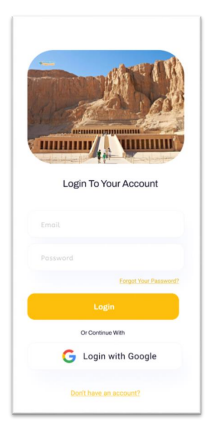 Login To Your Account
Email
Password
Forgot Your Password?
Login
Or Continue With
Login with Google
Don't have an account?